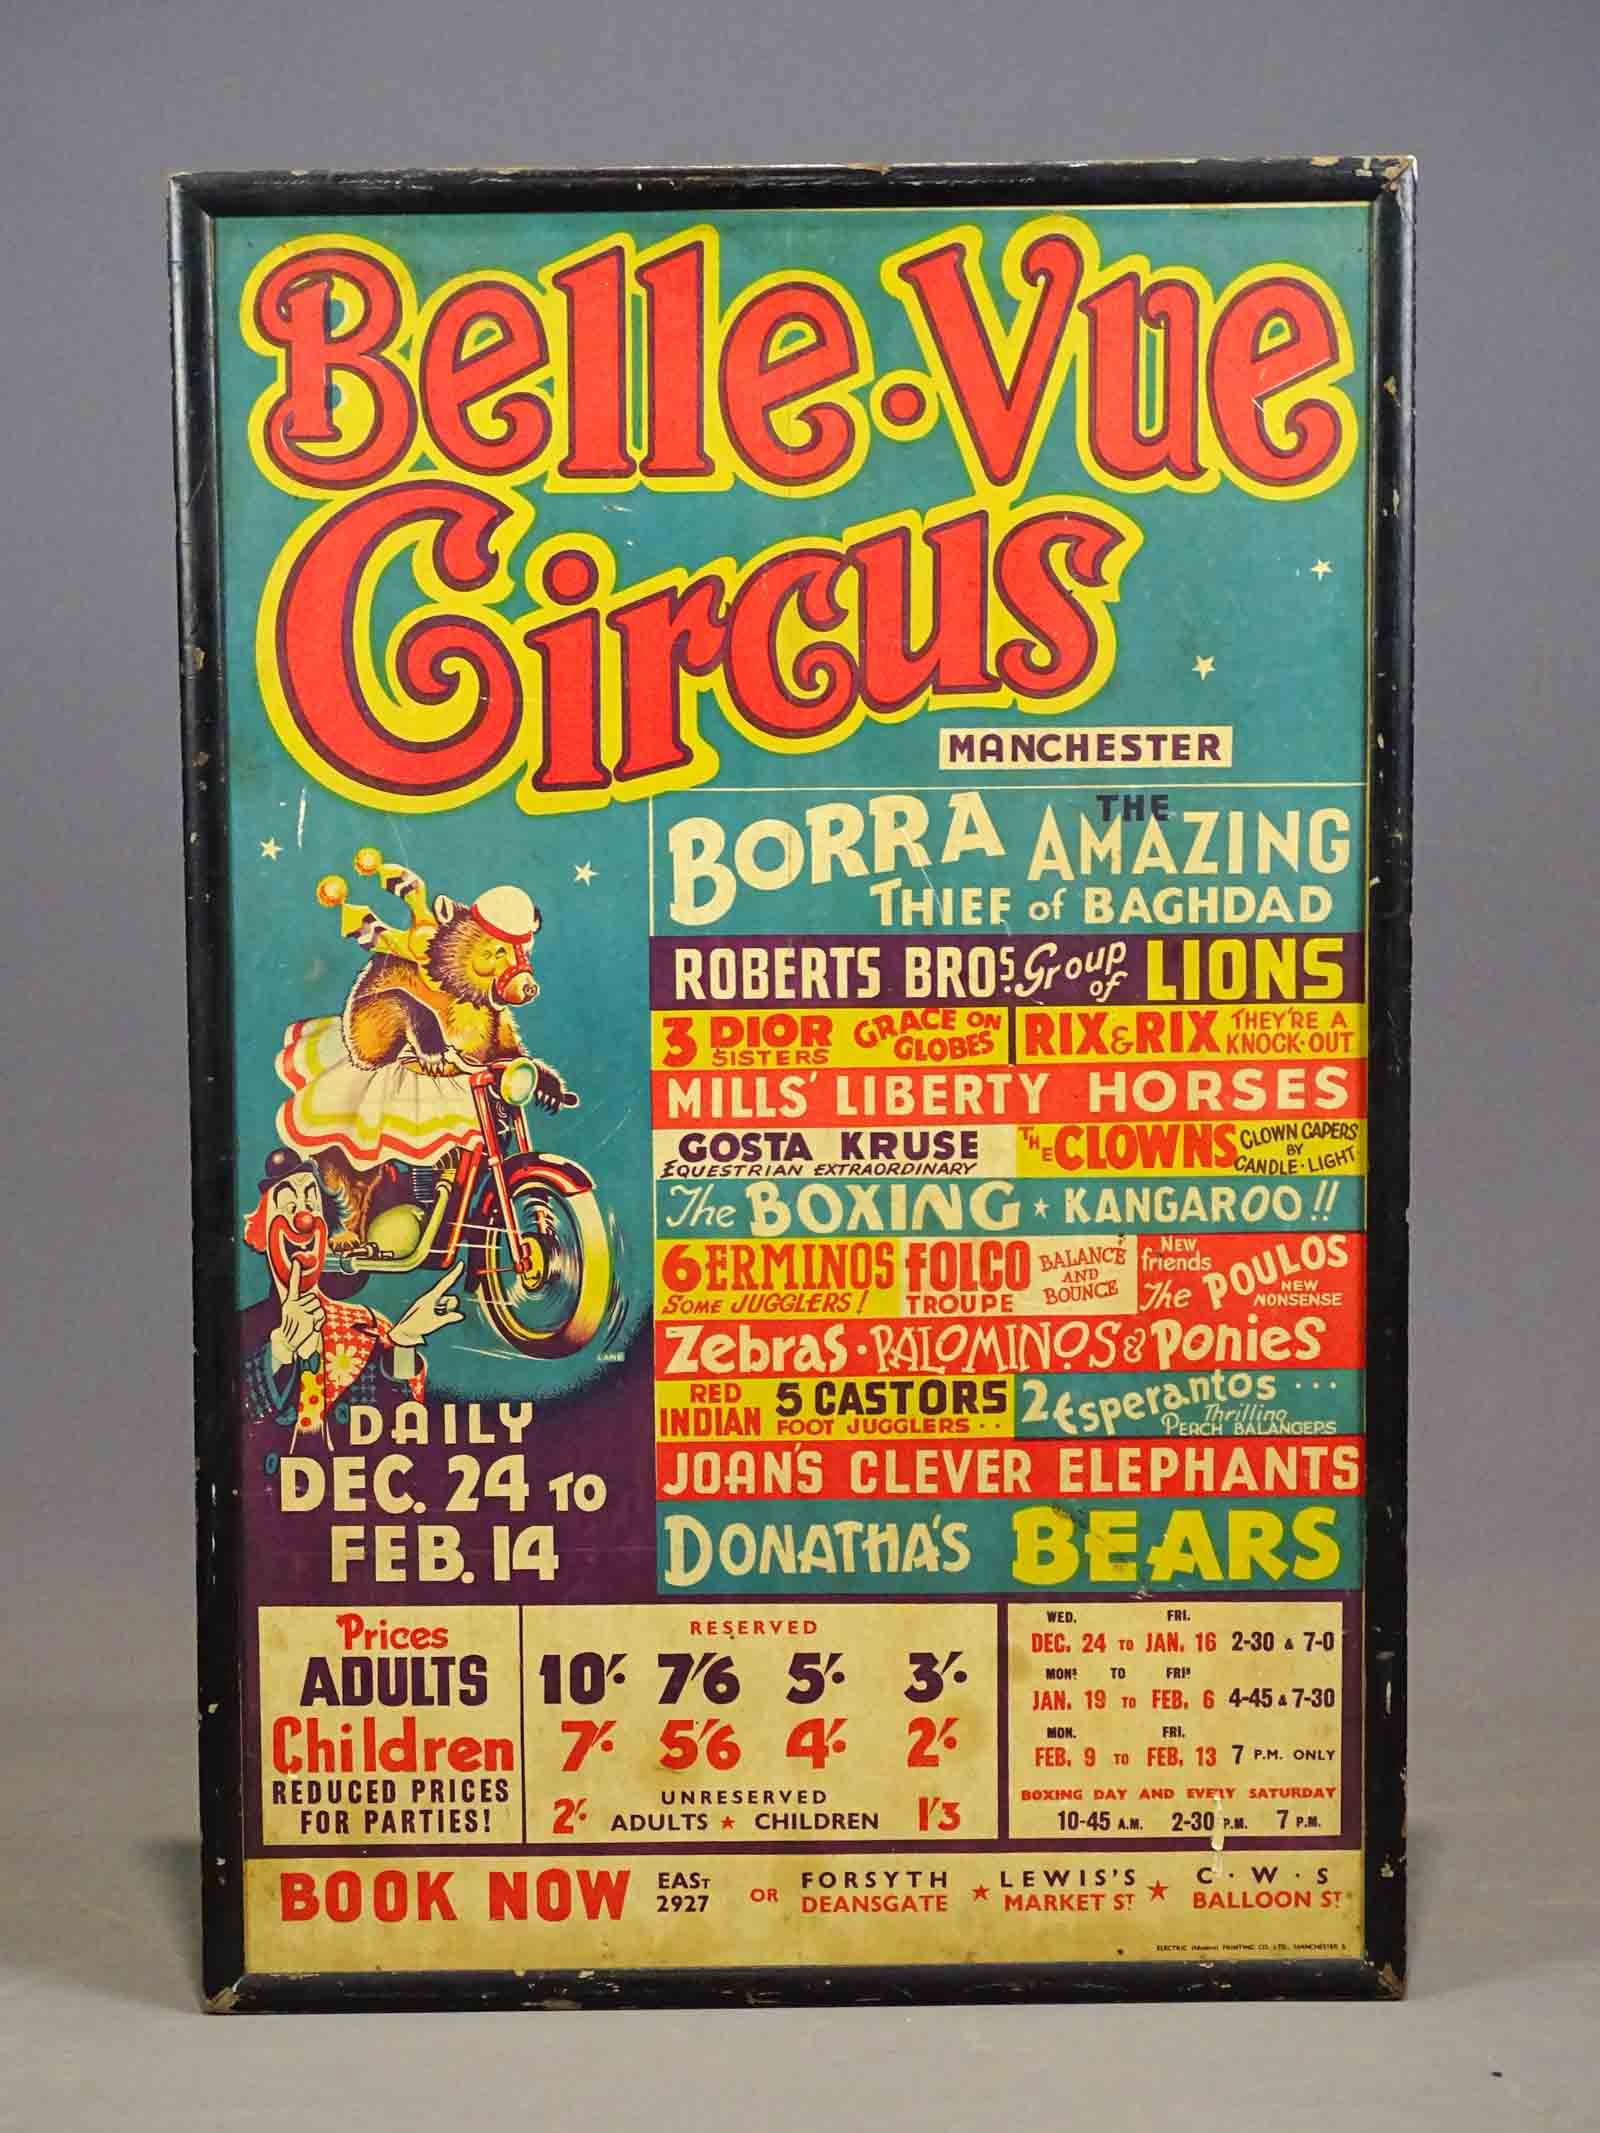 Belle·Vue
Circus
MANCHESTER
BORRA THE AMAZING
THIEF of BAGHDAD
ROBERTS BROS. Group of LIONS
3 DIOR SISTERS GRACE ON GLOBES RIX & RIX THEY'RE A KNOCK·OUT
MILLS' LIBERTY HORSES
GOSTA KRUSE
EQUESTRIAN EXTRAORDINARY
THE CLOWNS CLOWN CAPERS BY CANDLE·LIGHT
The BOXING ★ KANGAROO!!
6 ERMINOS
SOME JUGGLERS!
FOLCO TROUPE
BALANCE AND BOUNCE
New friends The POULOS NEW NONSENSE
Zebras · PALOMINOS & Ponies
RED INDIAN
5 CASTORS
FOOT JUGGLERS · ·
2 Esperantos ···
Thrilling PERCH BALANCERS
JOAN'S CLEVER ELEPHANTS
DONATHA'S BEARS
LANE
DAILY
DEC. 24 TO
FEB. 14
Prices
ADULTS
Children
REDUCED PRICES
FOR PARTIES!
RESERVED
10/- 7/6 5/- 3/-
7/- 5/6 4/- 2/-
UNRESERVED
2/- ADULTS ★ CHILDREN 1/3
WED. FRI.
DEC. 24 TO JAN. 16 2-30 & 7-0
MONS TO FRIS
JAN. 19 TO FEB. 6 4-45 & 7-30
MON. FRI.
FEB. 9 TO FEB. 13 7 P.M. ONLY
BOXING DAY AND EVERY SATURDAY
10-45 A.M. 2-30 P.M. 7 P.M.
BOOK NOW
EAST 2927
OR
FORSYTH DEANSGATE
★ LEWIS'S MARKET ST.
★ C·W·S BALLOON ST.
ELECTRIC (Modern) PRINTING CO. LTD., MANCHESTER 5